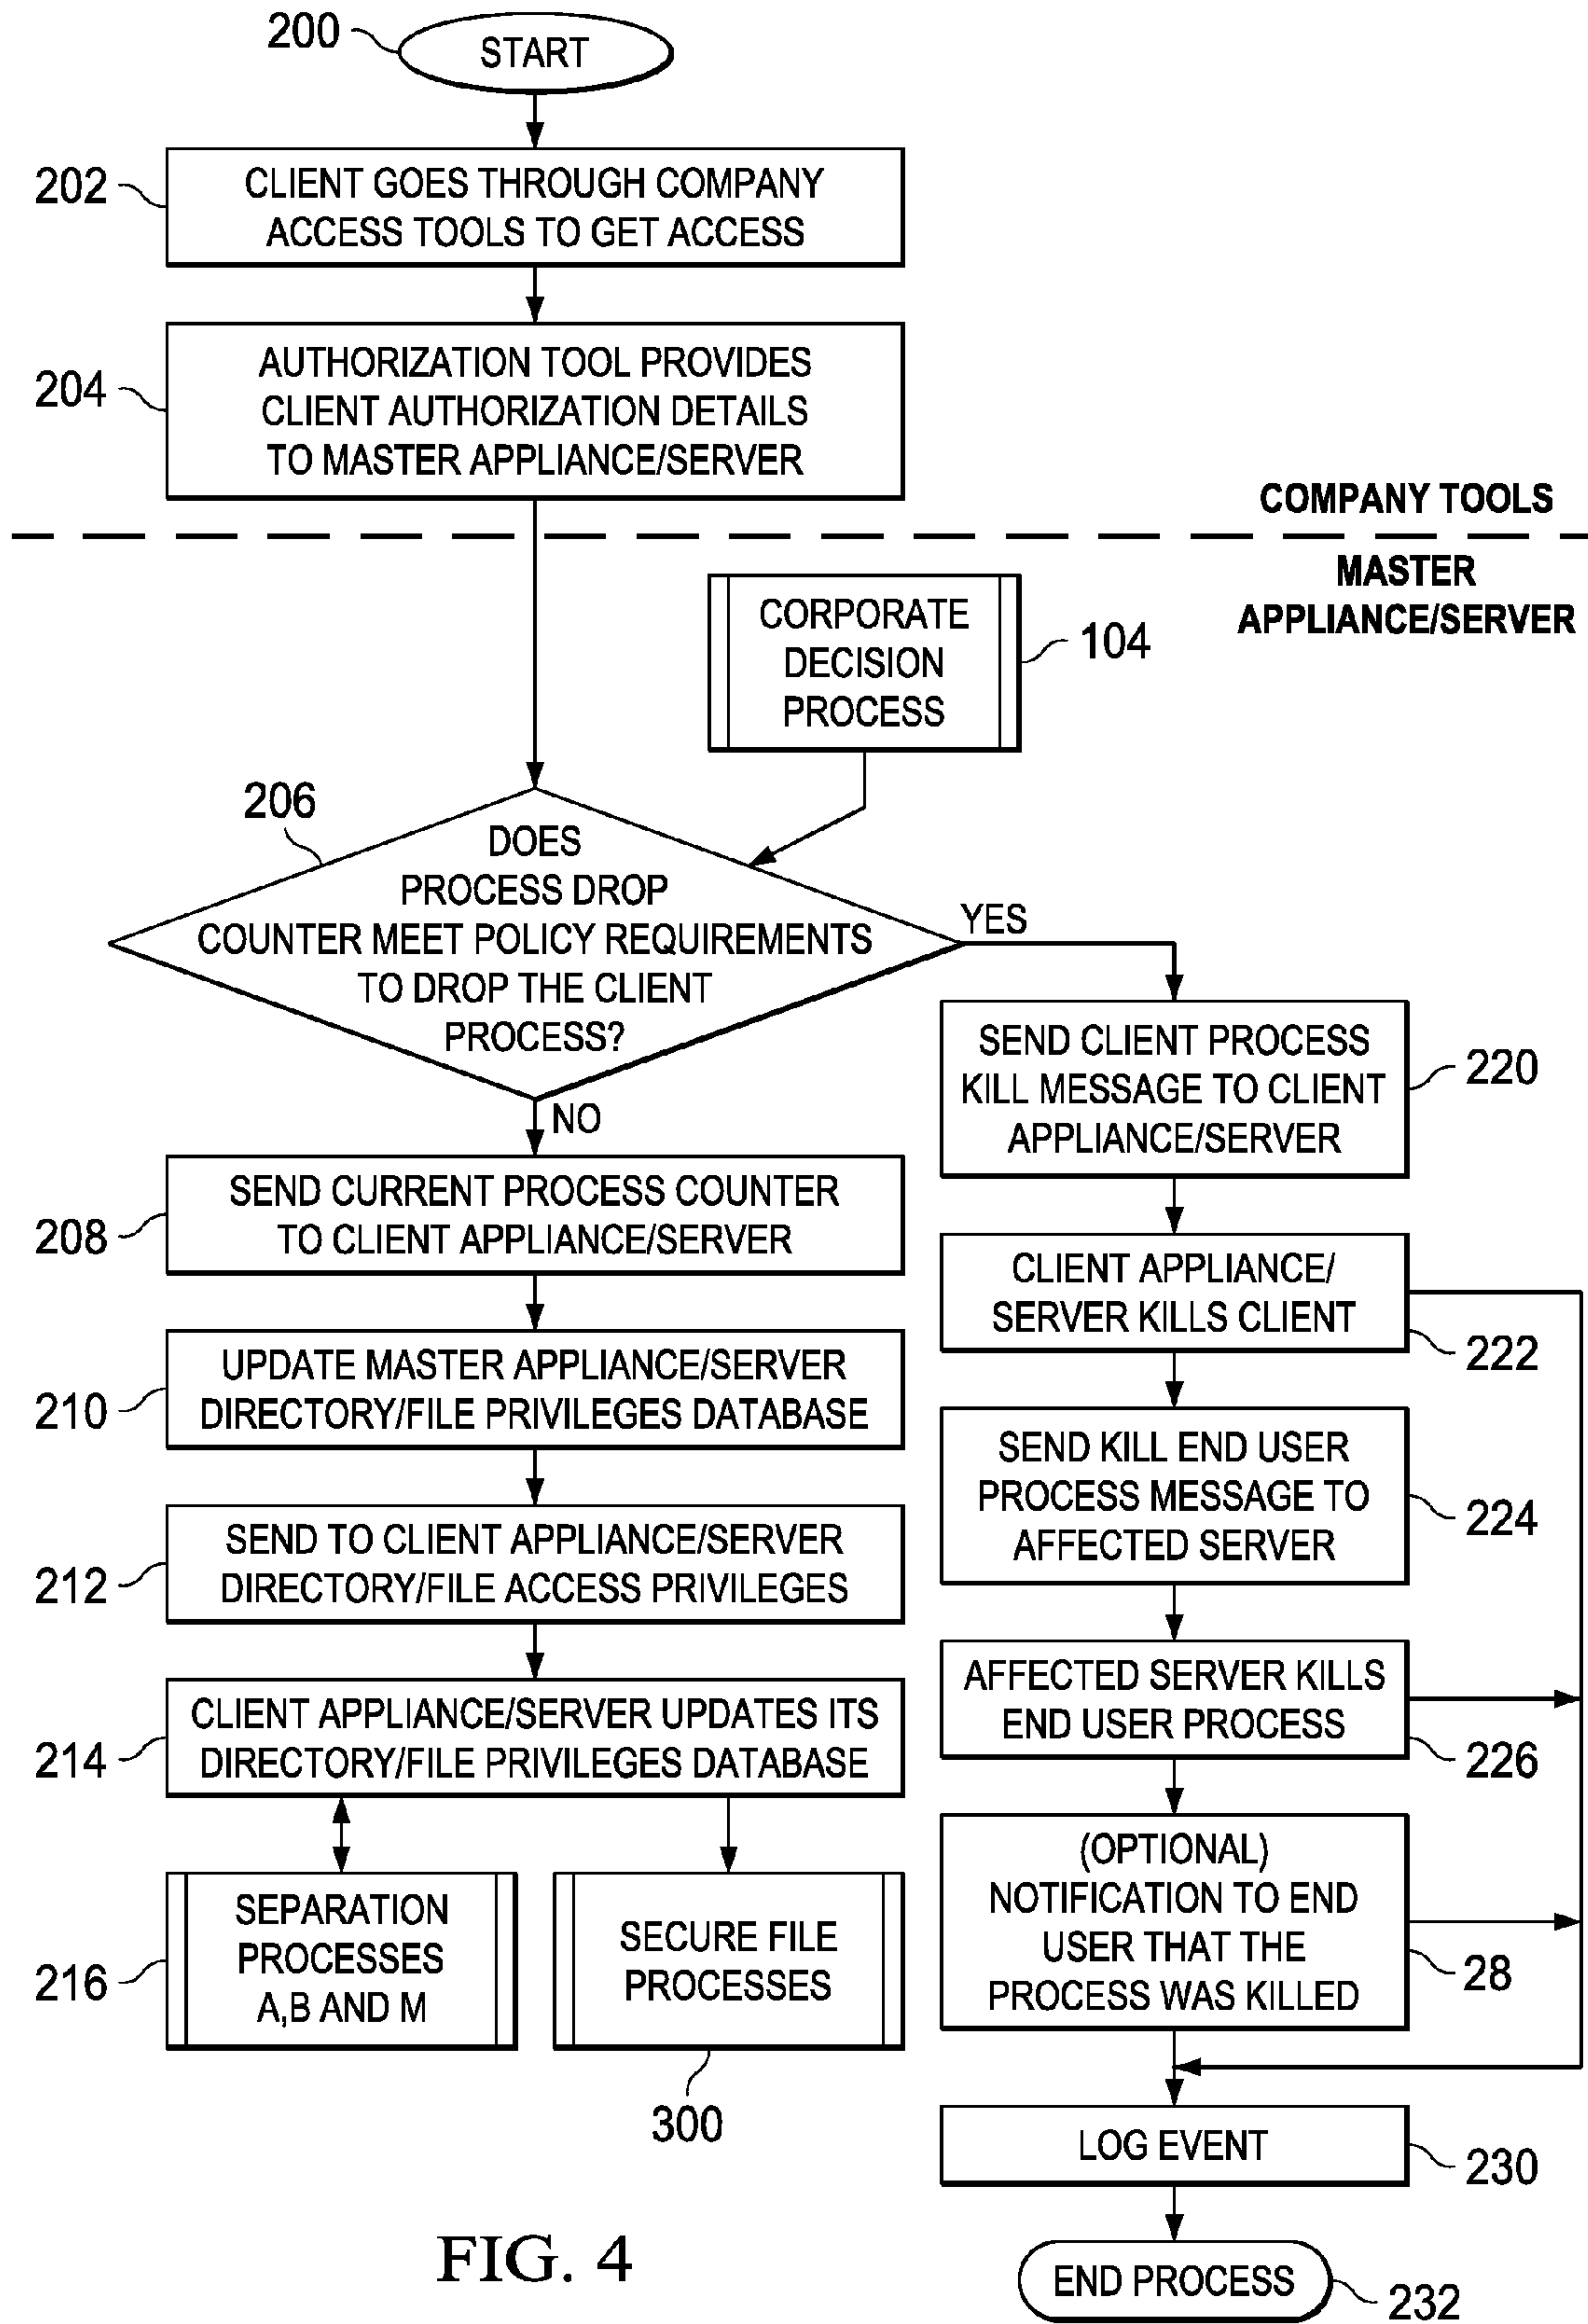 200
START
202
CLIENT GOES THROUGH COMPANY
ACCESS TOOLS TO GET ACCESS
204
AUTHORIZATION TOOL PROVIDES
CLIENT AUTHORIZATION DETAILS
TO MASTER APPLIANCE/SERVER
COMPANY TOOLS
MASTER
APPLIANCE/SERVER
CORPORATE
DECISION
PROCESS
104
206
DOES
PROCESS DROP
COUNTER MEET POLICY REQUIREMENTS
TO DROP THE CLIENT
PROCESS?
YES
NO
208
SEND CURRENT PROCESS COUNTER
TO CLIENT APPLIANCE/SERVER
210
UPDATE MASTER APPLIANCE/SERVER
DIRECTORY/FILE PRIVILEGES DATABASE
212
SEND TO CLIENT APPLIANCE/SERVER
DIRECTORY/FILE ACCESS PRIVILEGES
214
CLIENT APPLIANCE/SERVER UPDATES ITS
DIRECTORY/FILE PRIVILEGES DATABASE
216
SEPARATION
PROCESSES
A,B AND M
SECURE FILE
PROCESSES
300
SEND CLIENT PROCESS
KILL MESSAGE TO CLIENT
APPLIANCE/SERVER
220
CLIENT APPLIANCE/
SERVER KILLS CLIENT
222
SEND KILL END USER
PROCESS MESSAGE TO
AFFECTED SERVER
224
AFFECTED SERVER KILLS
END USER PROCESS
226
(OPTIONAL)
NOTIFICATION TO END
USER THAT THE
PROCESS WAS KILLED
28
LOG EVENT
230
END PROCESS
232
FIG. 4